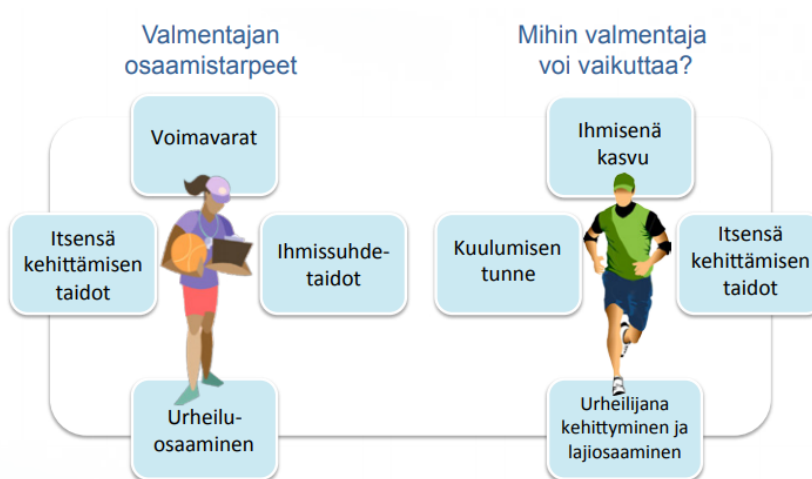 Valmentajan
osaamistarpeet
Voimavarat
Itsensä
kehittämisen
taidot
Ihmissuhde-
taidot
Urheilu-
osaaminen
Mihin valmentaja
voi vaikuttaa?
Ihmisenä
kasvu
Kuulumisen
tunne
Itsensä
kehittämisen
taidot
Urheilijana
kehittyminen ja
lajiosaaminen